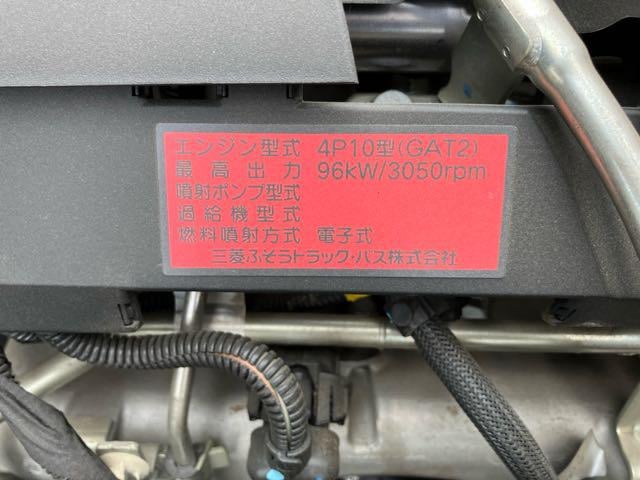 エンジン型式 4P10型(GAT2)
最高出力 96kW/3050rpm
噴射ポンプ型式
過給機型式
燃料噴射方式 電子式
三菱ふそうトラック・バス株式会社